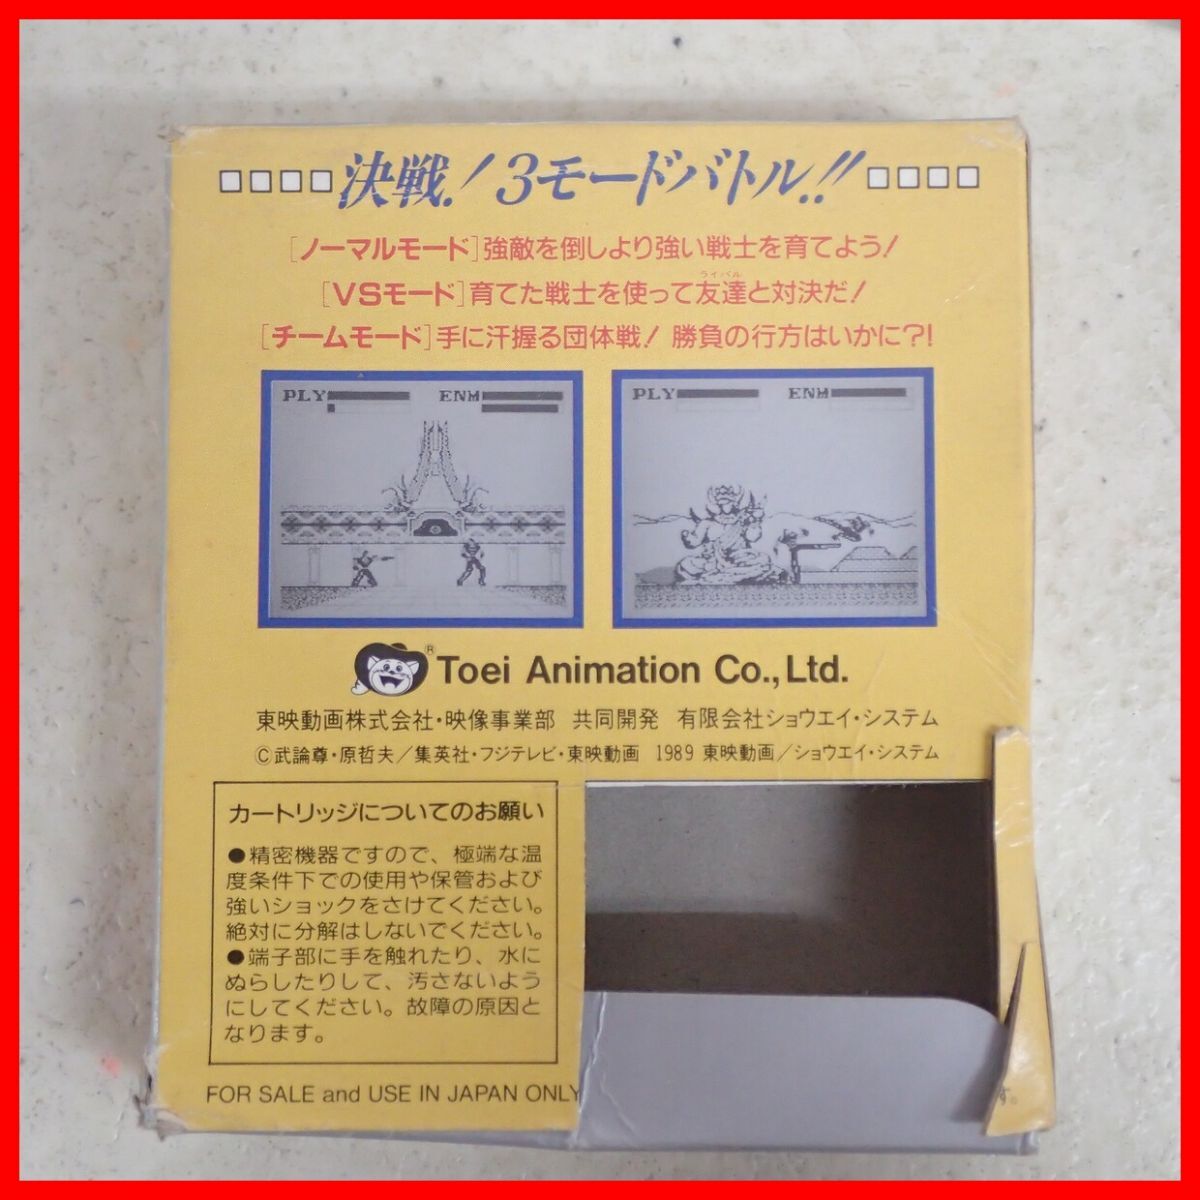 決戦!3モードバトル!!
[ノーマルモード]強敵を倒しより強い戦士を育てよう!
ライバル
[VSモード]育てた戦士を使って友達と対決だ!
[チームモード]手に汗握る団体戦!勝負の行方はいかに?!
PLY ENM
PLY ENM
® Toei Animation Co.,Ltd.
東映動画株式会社・映像事業部 共同開発 有限会社ショウエイ・システム
©武論尊・原哲夫/集英社・フジテレビ・東映動画 1989 東映動画/ショウエイ・システム
カートリッジについてのお願い
●精密機器ですので、極端な温
度条件下での使用や保管および
強いショックをさけてください。
絶対に分解はしないでください。
●端子部に手を触れたり、水に
ぬらしたりして、汚さないよう
にしてください。故障の原因と
なります。
FOR SALE and USE IN JAPAN ONLY
す。